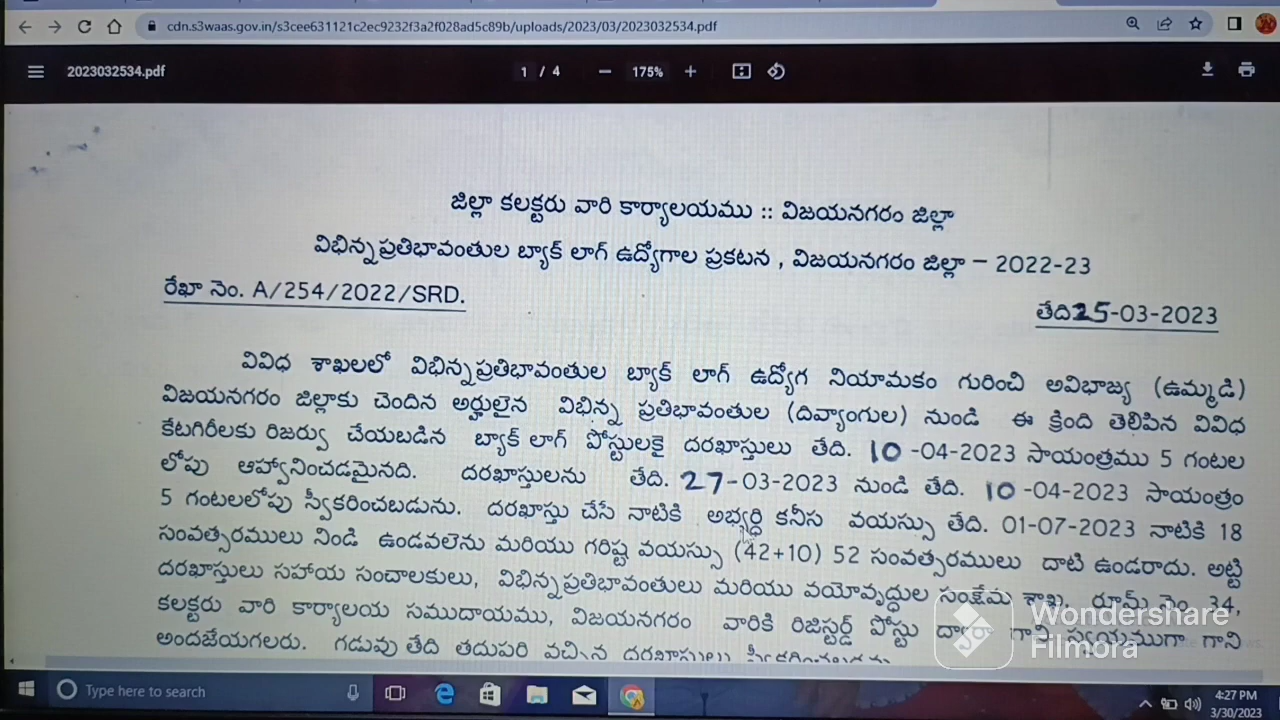 cdn.s3waas.gov.in/s3cee631121c2ec9232f3a2f028ad5c89b/uploads/2023/03/2023032534.pdf
2023032534.pdf
1 / 4
175%
జిల్లా కలక్టరు వారి కార్యాలయము :: విజయనగరం జిల్లా
విభిన్నప్రతిభావంతుల బ్యాక్ లాగ్ ఉద్యోగాల ప్రకటన , విజయనగరం జిల్లా – 2022-23
రేఖా నెం. A/254/2022/SRD.
తేది25-03-2023
వివిధ శాఖలలో విభిన్నప్రతిభావంతుల బ్యాక్ లాగ్ ఉద్యోగ నియామకం గురించి అవిభాజ్య (ఉమ్మడి)
విజయనగరం జిల్లాకు చెందిన అర్హులైన విభిన్న ప్రతిభావంతుల (దివ్యాంగుల) నుండి ఈ క్రింది తెలిపిన వివిధ
కేటగిరీలకు రిజర్వు చేయబడిన బ్యాక్ లాగ్ పోస్టులకై దరఖాస్తులు తేది. 10-04-2023 సాయంత్రము 5 గంటల
లోపు ఆహ్వానించడమైనది. దరఖాస్తులను తేది. 27-03-2023 నుండి తేది. 10-04-2023 సాయంత్రం
5 గంటలలోపు స్వీకరించబడును. దరఖాస్తు చేసే నాటికి అభ్యర్ధి కనీస వయస్సు తేది. 01-07-2023 నాటికి 18
సంవత్సరములు నిండి ఉండవలెను మరియు గరిష్ట వయస్సు (42+10) 52 సంవత్సరములు దాటి ఉండరాదు. అట్టి
దరఖాస్తులు సహాయ సంచాలకులు, విభిన్నప్రతిభావంతులు మరియు వయోవృద్ధుల సంక్షేమ శాఖ, రూమ్ నెం. 34,
కలక్టరు వారి కార్యాలయ సముదాయము, విజయనగరం వారికి రిజిస్టర్డ్ పోస్టు ద్వారా గాని స్వయముగా గాని
అందజేయగలరు. గడువు తేది తదుపరి వచ్చిన దరఖాస్తులు
Wondershare
Filmora
Type here to search
4:27 PM
3/30/2023